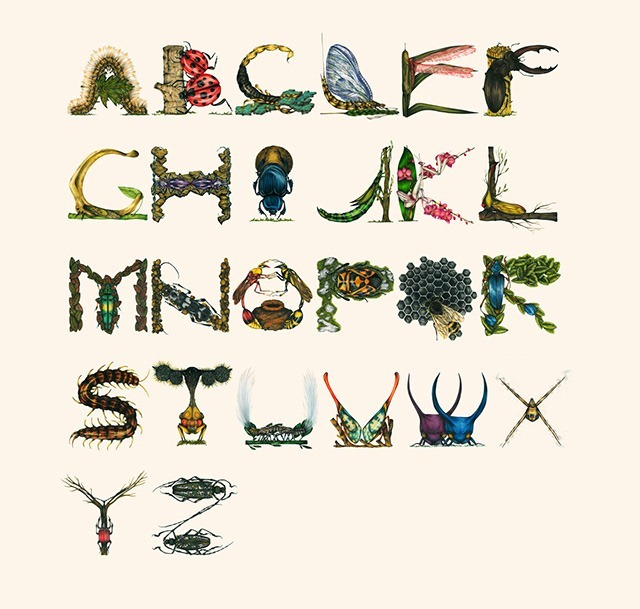 ABCDEF
GHIJKL
MNOPQR
STUVWX
YZ